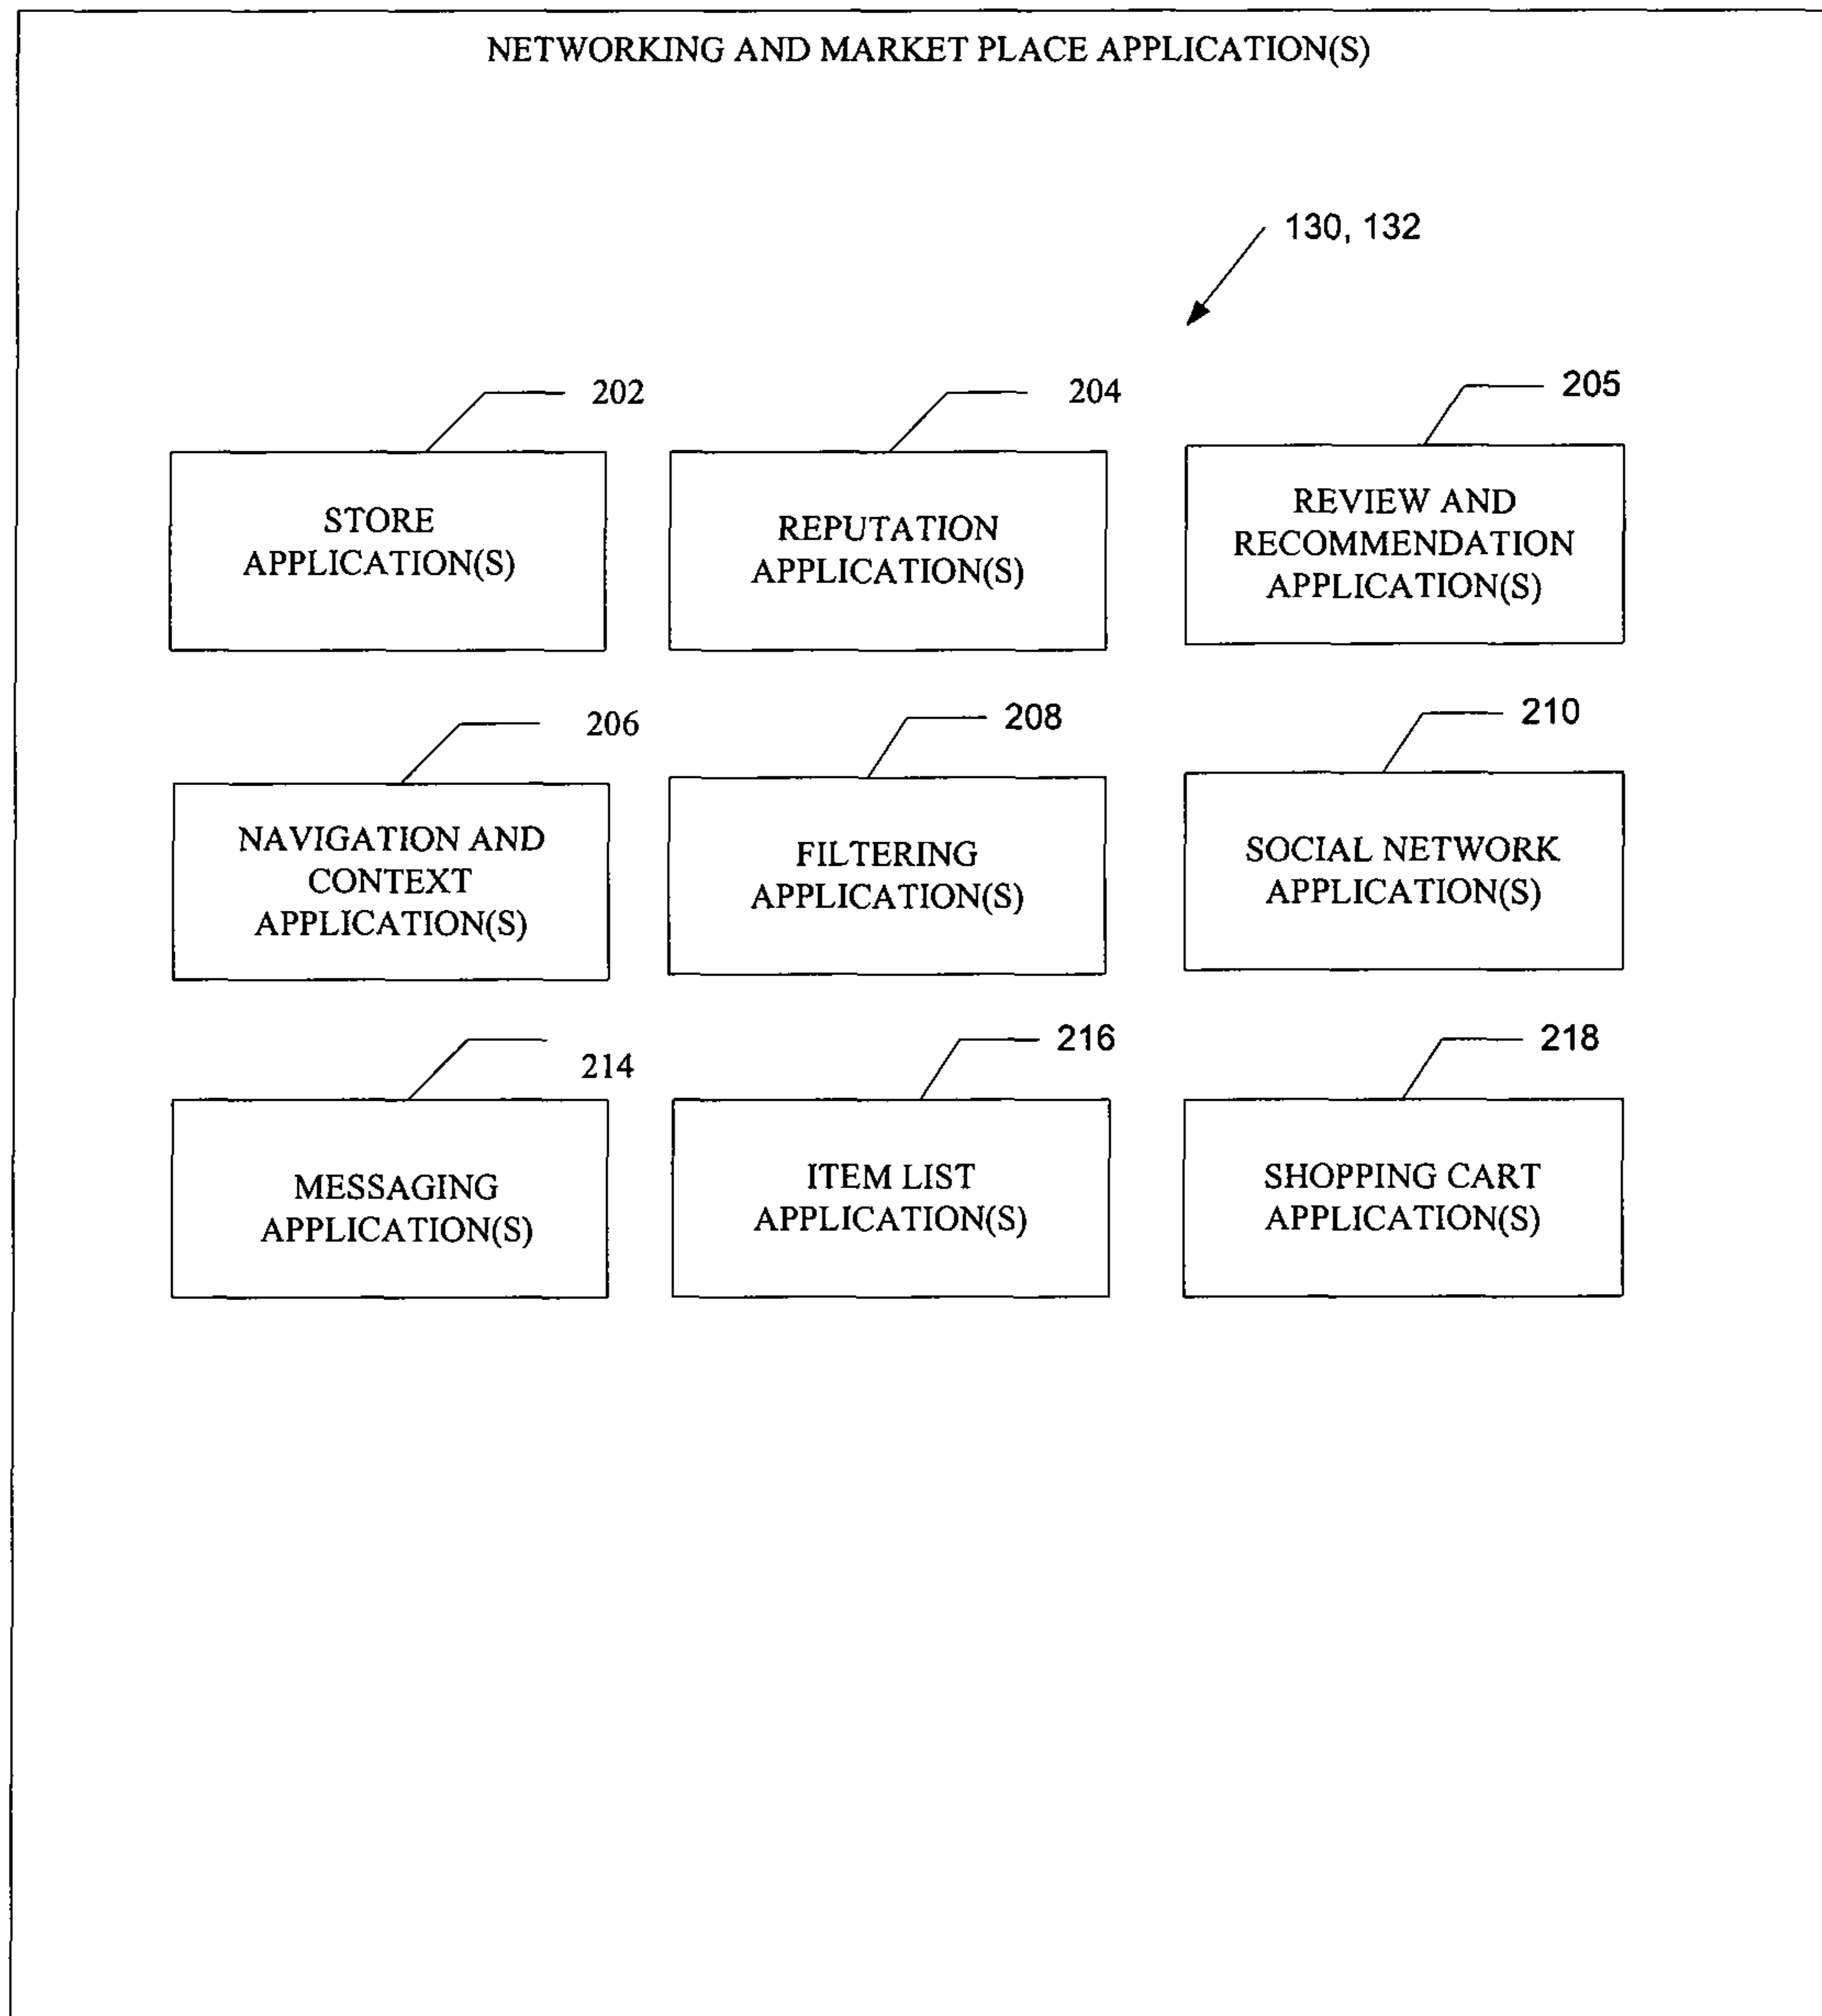 NETWORKING AND MARKET PLACE APPLICATION(S)
130, 132
202
STORE
APPLICATION(S)
204
REPUTATION
APPLICATION(S)
205
REVIEW AND
RECOMMENDATION
APPLICATION(S)
206
NAVIGATION AND
CONTEXT
APPLICATION(S)
208
FILTERING
APPLICATION(S)
210
SOCIAL NETWORK
APPLICATION(S)
214
MESSAGING
APPLICATION(S)
216
ITEM LIST
APPLICATION(S)
218
SHOPPING CART
APPLICATION(S)